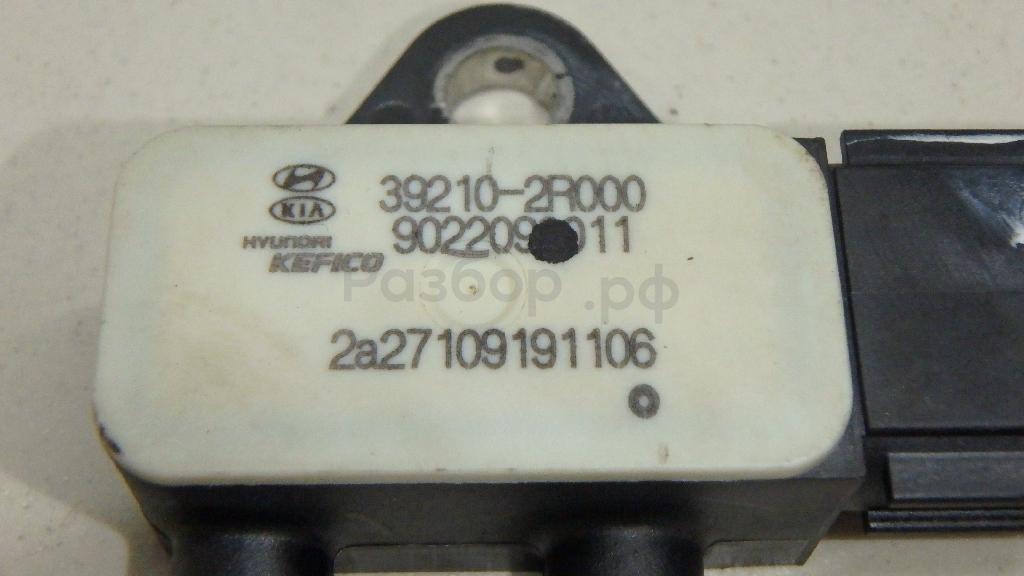 39210-2R000
KIA
HYUNDAI
KEFICO
Разбор.рф
2a27109191106